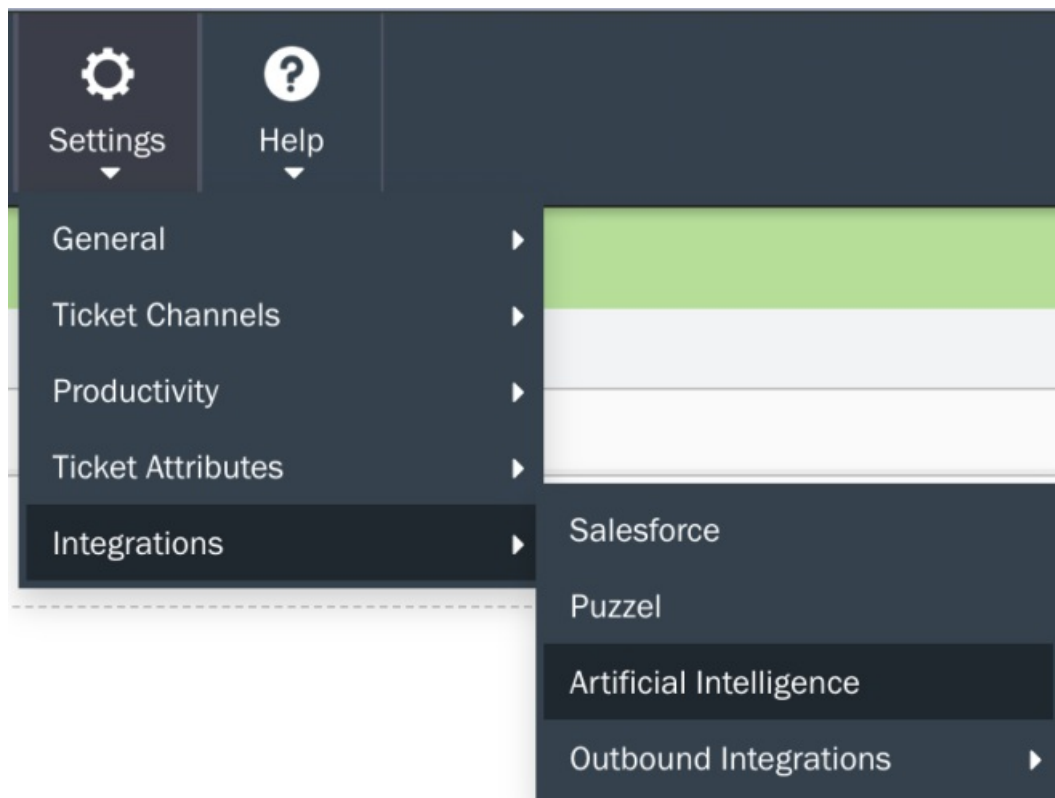 Settings
Help
General
Ticket Channels
Productivity
Ticket Attributes
Integrations
Salesforce
Puzzel
Artificial Intelligence
Outbound Integrations